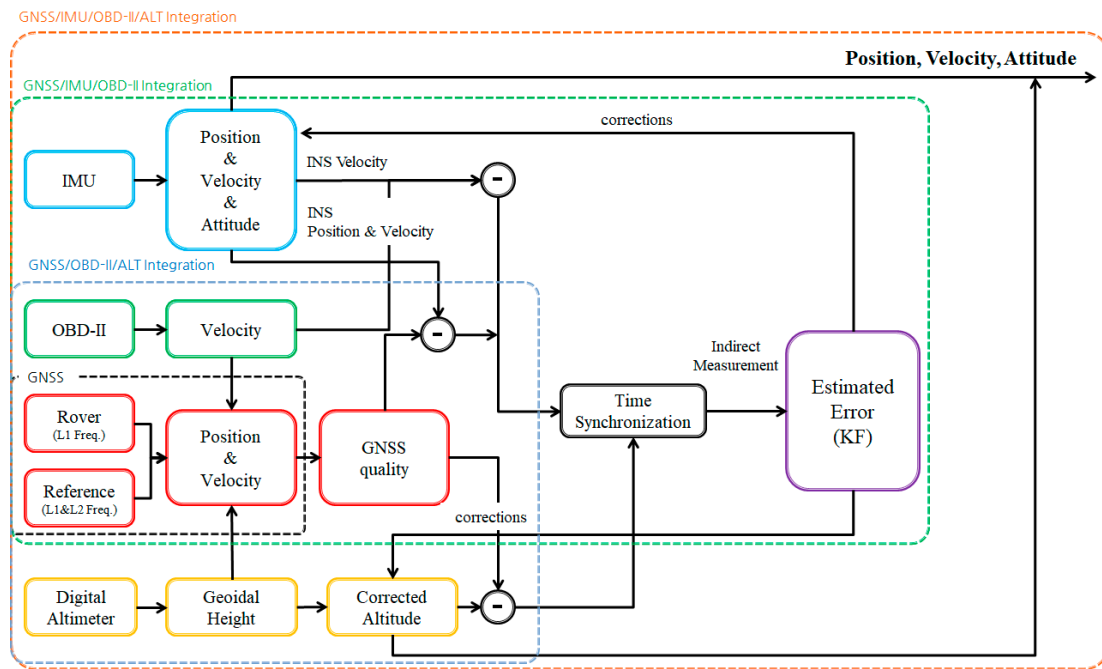 GNSS/IMU/OBD-II/ALT Integration
Position, Velocity, Attitude
GNSS/IMU/OBD-II Integration
corrections
Position
&
Velocity
&
Attitude
IMU
INS Velocity
-
INS
Position & Velocity
GNSS/OBD-II/ALT Integration
OBD-II
Velocity
-
Indirect
Measurement
GNSS
Rover
(L1 Freq.)
Reference
(L1&L2 Freq.)
Position
&
Velocity
GNSS
quality
Time
Synchronization
Estimated
Error
(KF)
corrections
Digital
Altimeter
Geoidal
Height
Corrected
Altitude
-